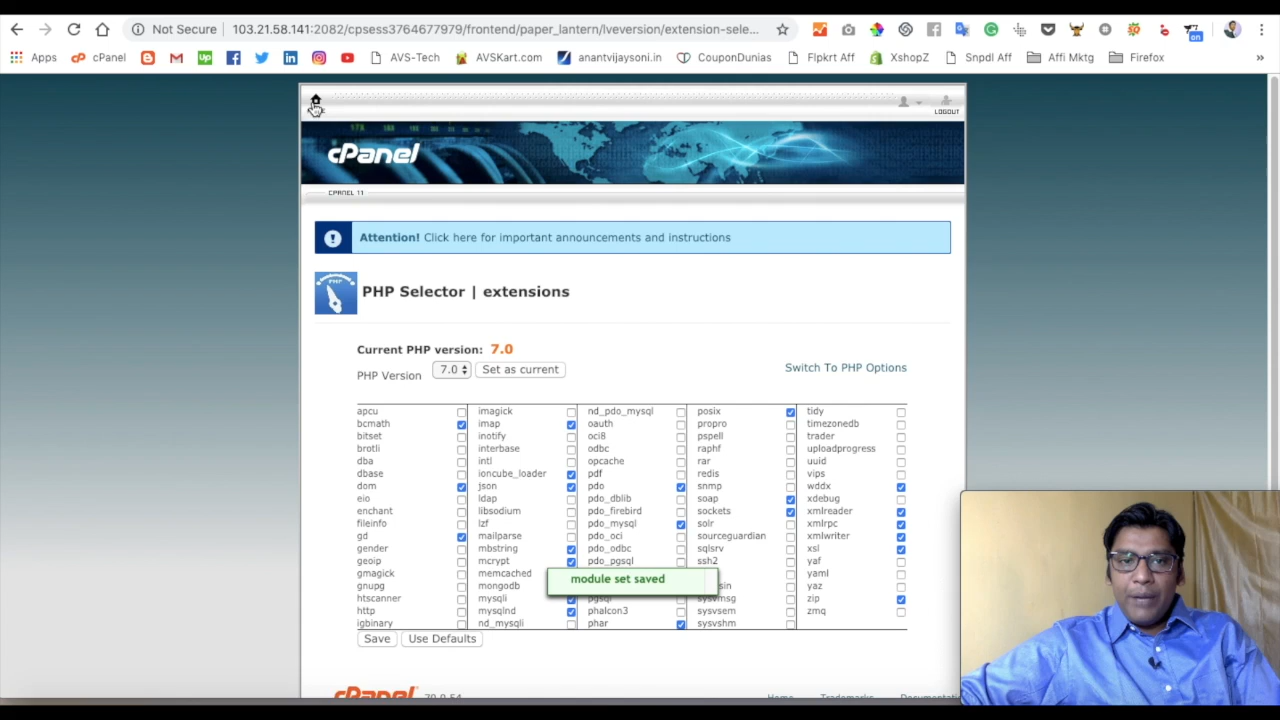 Not Secure 103.21.58.141:2082/cpsess3764677979/frontend/paper_lantern/lveversion/extension-sele...
on
Apps cPanel AVS-Tech AVSKart.com anantvijaysoni.in CouponDunias Flpkrt Aff XshopZ Snpdl Aff Affi Mktg Firefox »
LOGOUT
cPanel
CPANEL 11
Attention! Click here for important announcements and instructions
PHP
PHP Selector | extensions
Current PHP version: 7.0
PHP Version 7.0 Set as current
Switch To PHP Options
apcu imagick nd_pdo_mysql posix tidy
bcmath imap oauth propro timezonedb
bitset inotify oci8 pspell trader
brotli interbase odbc raphf uploadprogress
dba intl opcache rar uuid
dbase ioncube_loader pdf redis vips
dom json pdo snmp wddx
eio ldap pdo_dblib soap xdebug
enchant libsodium pdo_firebird sockets xmlreader
fileinfo lzf pdo_mysql solr xmlrpc
gd mailparse pdo_oci sourceguardian xmlwriter
gender mbstring pdo_odbc sqlsrv xsl
geoip mcrypt pdo_pgsql ssh2 yaf
gmagick memcached yaml
module set saved
gnupg mongodb yaz
htscanner mysqli pgsql sysvmsg zip
http mysqlnd phalcon3 sysvsem zmq
igbinary nd_mysqli phar sysvshm
Save Use Defaults
cPanel